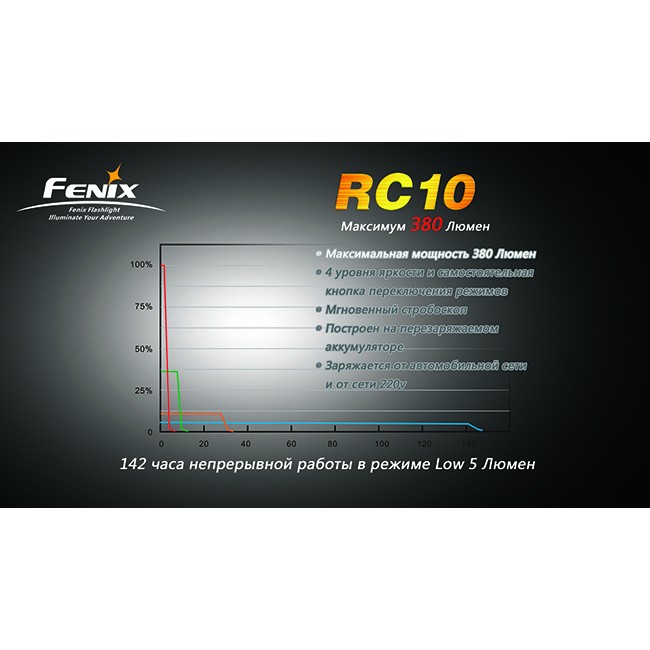 FENIX
Fenix Flashlight
Illuminate Your Adventure
RC10
Максимум 380 Люмен
• Максимальная мощность 380 Люмен
• 4 уровня яркости и самостоятельная
кнопка переключения режимов
• Мгновенный стробоскоп
• Построен на перезаряжаемом
аккумуляторе
• Заряжается от автомобильной сети
и от сети 220v
100%
75%
50%
25%
0
0 20 40 60 80 100 120 140
142 часа непрерывной работы в режиме Low 5 Люмен